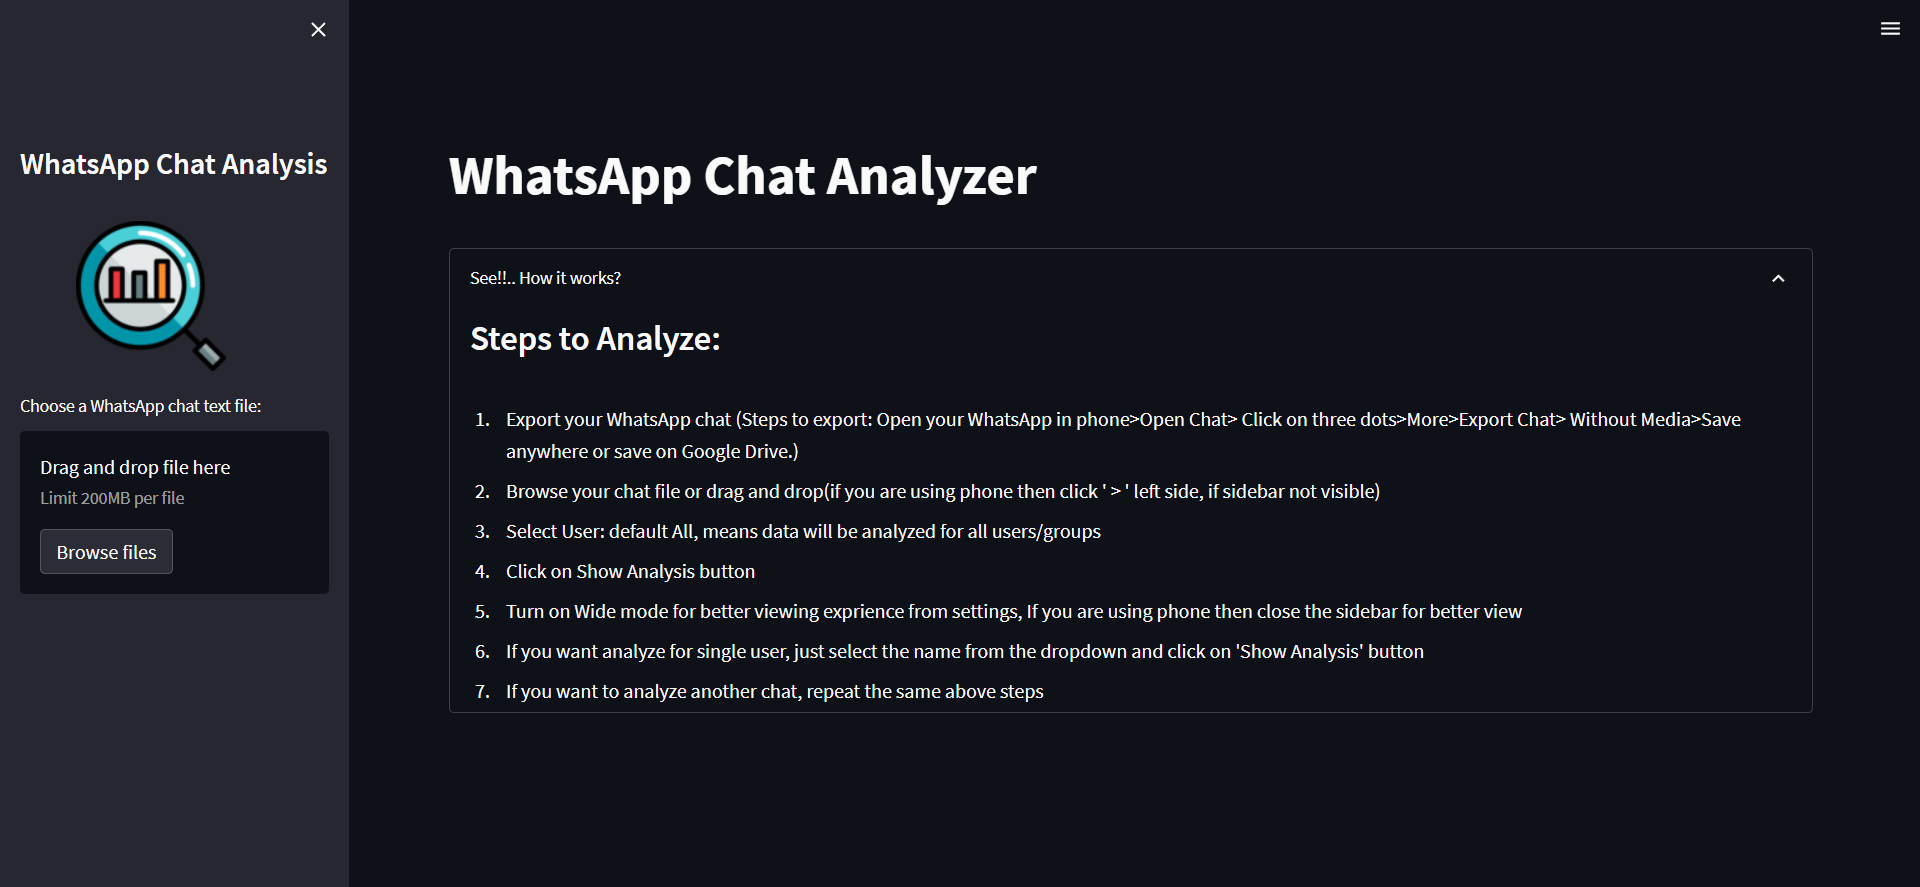 WhatsApp Chat Analysis
Choose a WhatsApp chat text file:
Drag and drop file here
Limit 200MB per file
Browse files
WhatsApp Chat Analyzer
See!!.. How it works?
Steps to Analyze:
1. Export your WhatsApp chat (Steps to export: Open your WhatsApp in phone>Open Chat> Click on three dots>More>Export Chat> Without Media>Save
anywhere or save on Google Drive.)
2. Browse your chat file or drag and drop(if you are using phone then click ' > ' left side, if sidebar not visible)
3. Select User: default All, means data will be analyzed for all users/groups
4. Click on Show Analysis button
5. Turn on Wide mode for better viewing exprience from settings, If you are using phone then close the sidebar for better view
6. If you want analyze for single user, just select the name from the dropdown and click on 'Show Analysis' button
7. If you want to analyze another chat, repeat the same above steps